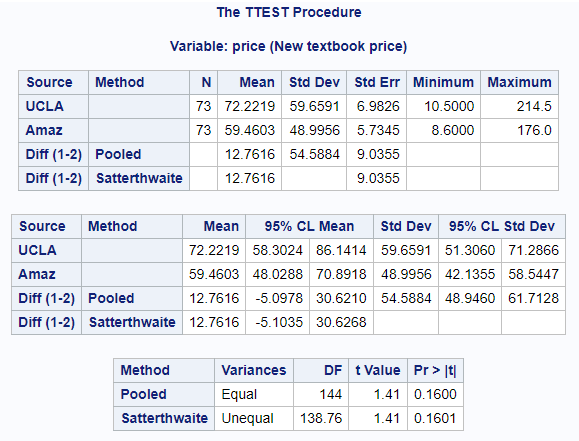 The TTEST Procedure
Variable: price (New textbook price)
Source Method N Mean Std Dev Std Err Minimum Maximum
UCLA 73 72.2219 59.6591 6.9826 10.5000 214.5
Amaz 73 59.4603 48.9956 5.7345 8.6000 176.0
Diff (1-2) Pooled 12.7616 54.5884 9.0355
Diff (1-2) Satterthwaite 12.7616 9.0355
Source Method Mean 95% CL Mean Std Dev 95% CL Std Dev
UCLA 72.2219 58.3024 86.1414 59.6591 51.3060 71.2866
Amaz 59.4603 48.0288 70.8918 48.9956 42.1355 58.5447
Diff (1-2) Pooled 12.7616 -5.0978 30.6210 54.5884 48.9460 61.7128
Diff (1-2) Satterthwaite 12.7616 -5.1035 30.6268
Method Variances DF t Value Pr > |t|
Pooled Equal 144 1.41 0.1600
Satterthwaite Unequal 138.76 1.41 0.1601